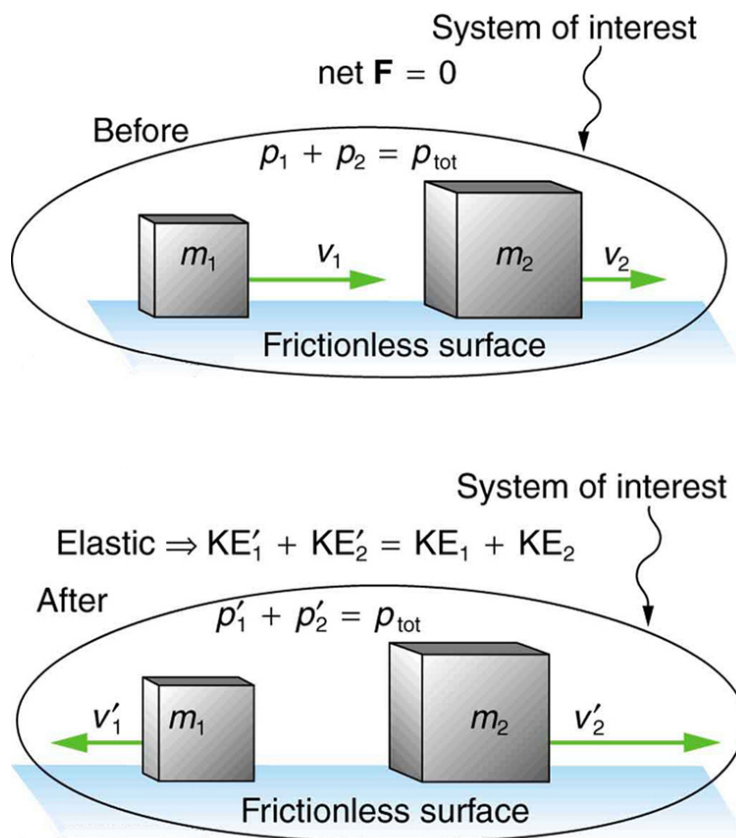 System of interest
net F = 0
Before
p₁ + p₂ = pₜₒₜ
m₁ v₁ m₂ v₂
Frictionless surface
System of interest
Elastic ⇒ KE′₁ + KE′₂ = KE₁ + KE₂
After
p′₁ + p′₂ = pₜₒₜ
v′₁ m₁ m₂ v′₂
Frictionless surface